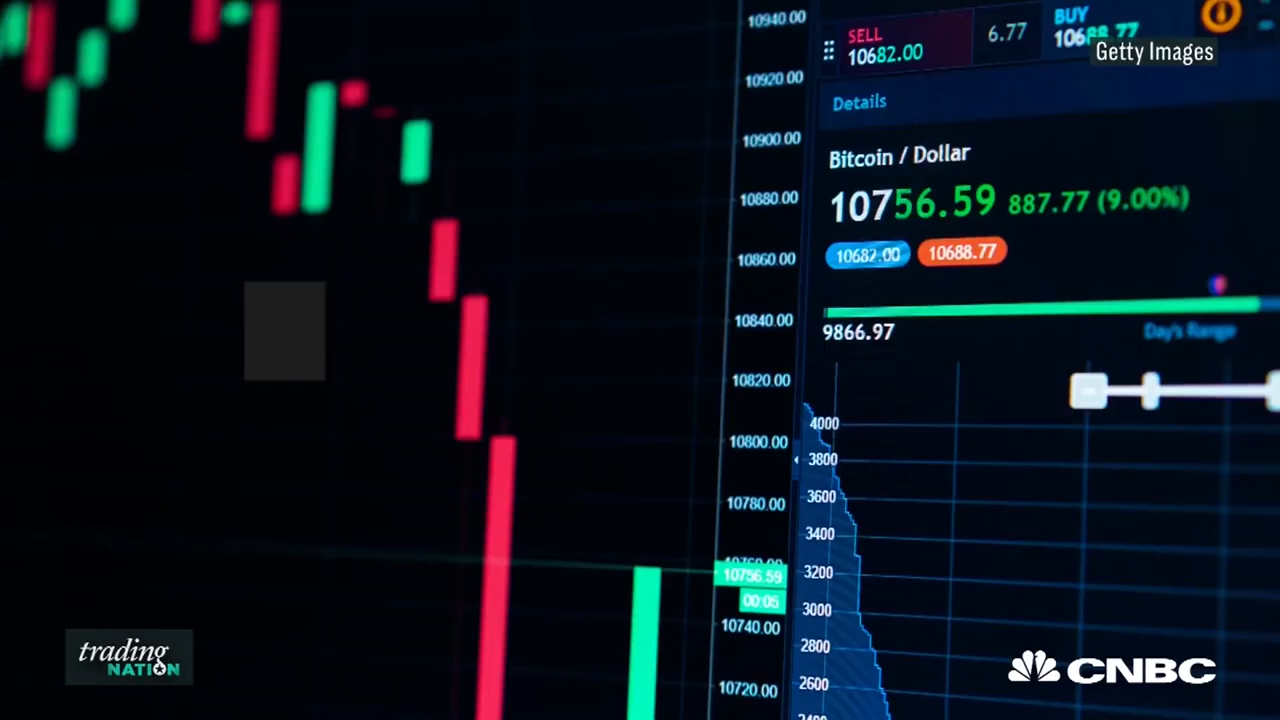 10940.00
10920.00
10900.00
10880.00
10860.00
10840.00
10820.00
10800.00
10780.00
10760.00
10756.59
00:05
10740.00
10720.00
SELL
10682.00
6.77
BUY
10688.77
Getty Images
Details
Bitcoin / Dollar
10756.59 887.77 (9.00%)
10682.00 10688.77
9866.97
Day's Range
4000
3800
3600
3400
3200
3000
2800
2600
2400
trading
NATION
CNBC